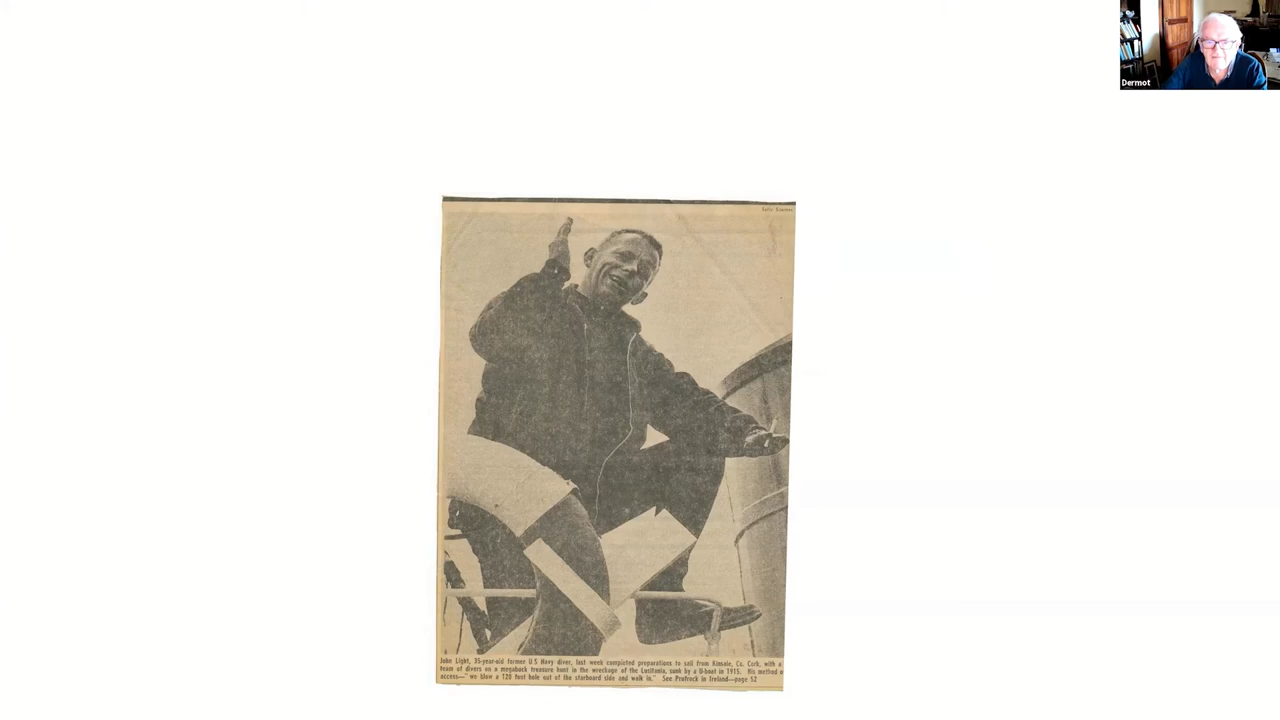 Dermot
John Light, 35-year-old former U S Navy diver, last week completed preparations to sail from Kinsale, Co. Cork, with a
team of divers on a megabuck treasure hunt in the wreckage of the Lusitania, sunk by a U-boat in 1915. His method o
access—"we blow a 120 foot hole out of the starboard side and walk in." See Profrock in Ireland—page 52